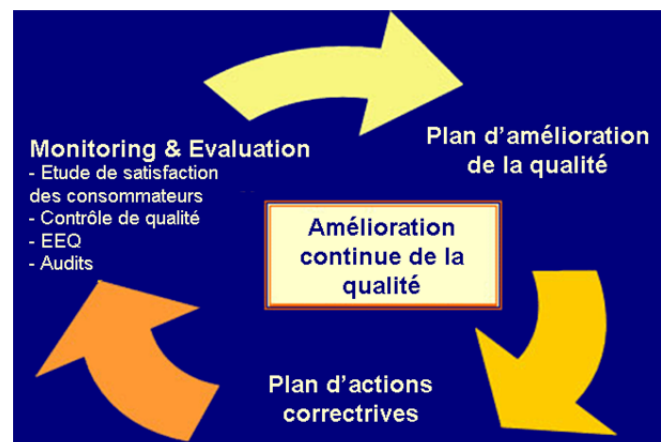 Monitoring & Evaluation
- Etude de satisfaction
des consommateurs
- Contrôle de qualité
- EEQ
- Audits
Plan d'amélioration
de la qualité
Amélioration
continue de la
qualité
Plan d'actions
correctrives